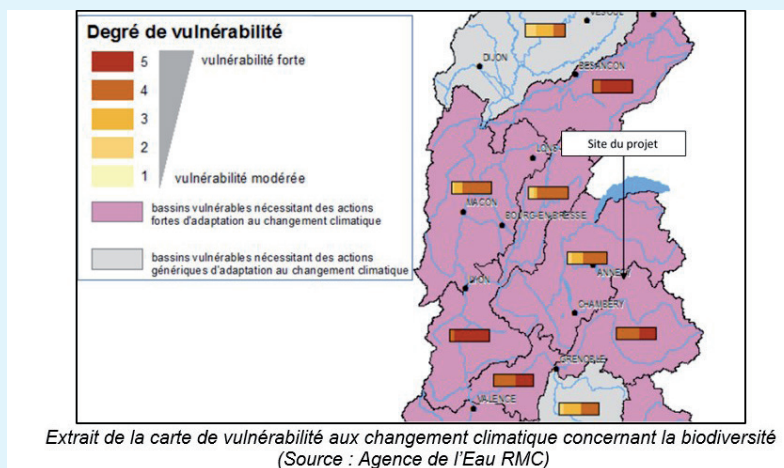 Degré de vulnérabilité
5
vulnérabilité forte
4
3
2
1
vulnérabilité modérée
bassins vulnérables nécessitant des actions
fortes d'adaptation au changement climatique
bassins vulnérables nécessitant des actions
génériques d'adaptation au changement climatique
VESOUL
DIJON
BESANCON
Site du projet
MACON
BOURG-EN-BRESSE
ANNECY
LYON
CHAMBERY
GRENOBLE
VALENCE
Extrait de la carte de vulnérabilité aux changement climatique concernant la biodiversité
(Source : Agence de l'Eau RMC)